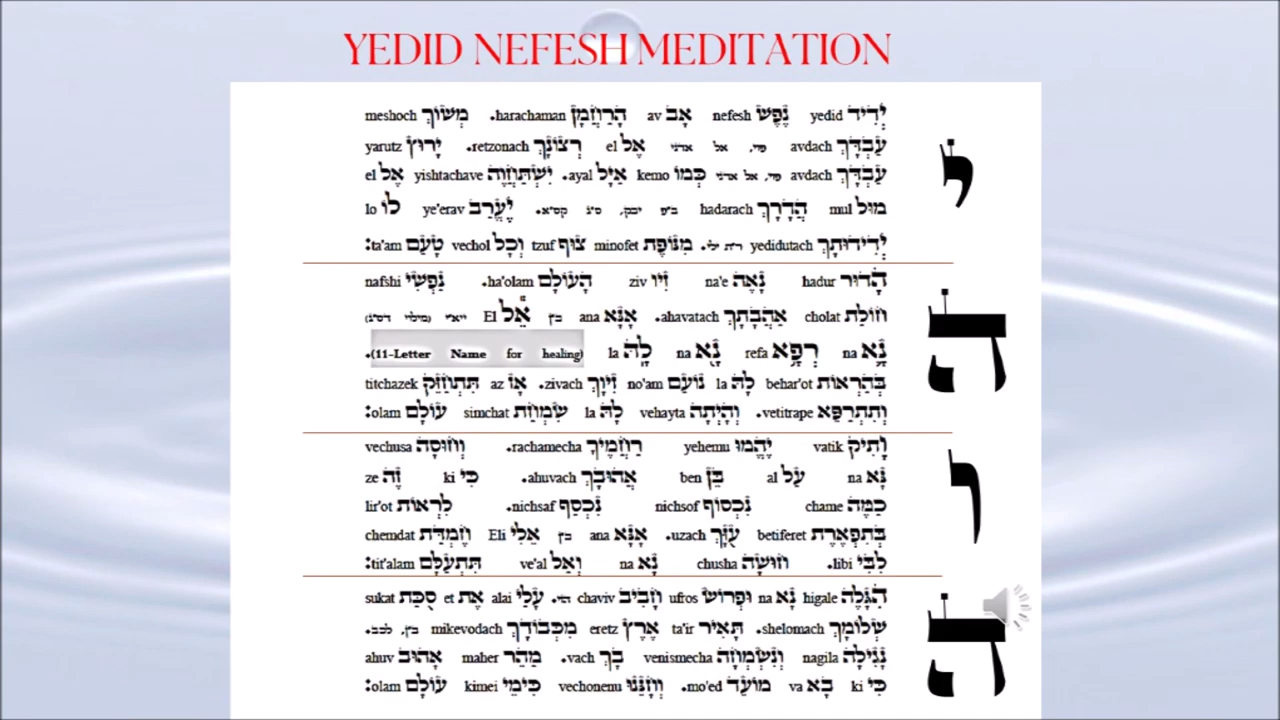 YEDID NEFESH MEDITATION
יְדִיד yedid נֶפֶשׁ nefesh אָב av הָרַחֲמָן harachaman. מְשׁוֹךְ meshoch
עַבְדָּךְ avdach אֶל el רְצוֹנָךְ retzonach. יָרוּץ yarutz
עַבְדָּךְ avdach כְּמוֹ kemo אַיָּל ayal. יִשְׁתַּחֲוֶה yishtachave אֶל el
מוּל mul הֲדָרָךְ hadarach ב"פ יבק, ס"ג קס"א. יֶעֱרַב ye'erav לוֹ lo
יְדִידוּתָךְ yedidutach מִנּוֹפֶת minofet צוּף tzuf וְכָל vechol טָעַם ta'am:
הָדוּר hadur נָאֶה na'e זִיו ziv הָעוֹלָם ha'olam. נַפְשִׁי nafshi
חוֹלַת cholat אַהֲבָתָךְ ahavatach. אָנָּא ana אֵל El
נָא na רְפָא refa נָא na לָהּ la (11-Letter Name for healing).
בְּהַרְאוֹת behar'ot לָהּ la נוֹעַם no'am זִיוָךְ zivach. אָז az תִּתְחַזֵּק titchazek
וְתִתְרַפֵּא vetitrape. וְהָיְתָה vehayta לָהּ la שִׂמְחַת simchat עוֹלָם olam:
וָתִיק vatik יֶהֱמוּ yehemu רַחֲמֶיךָ rachamecha. וְחוּסָה vechusa
נָא na עַל al בֵּן ben אֲהוּבָךְ ahuvach. כִּי ki זֶה ze
כַּמֶּה chame נִכְסוֹף nichsof נִכְסַף nichsaf. לִרְאוֹת lir'ot
בְּתִפְאֶרֶת betiferet עֻזָּךְ uzach. אָנָּא ana אֵלִי Eli חֶמְדַּת chemdat
לִבִּי libi. חוּשָׁה chusha נָא na וְאַל ve'al תִּתְעַלָּם tit'alam:
הִגָּלֶה higale נָא na וּפְרוֹשׂ ufros חָבִיב chaviv עָלַי alai אֶת et סֻכַּת sukat
שְׁלוֹמָךְ shelomach. תָּאִיר ta'ir אֶרֶץ eretz מִכְּבוֹדָךְ mikevodach
נָגִילָה nagila וְנִשְׂמְחָה venismecha בָךְ vach. מַהֵר maher אָהוּב ahuv
כִּי ki בָא va מוֹעֵד mo'ed. וְחָנֵּנוּ vechonenu כִּימֵי kimei עוֹלָם olam:
י
ה
ו
ה